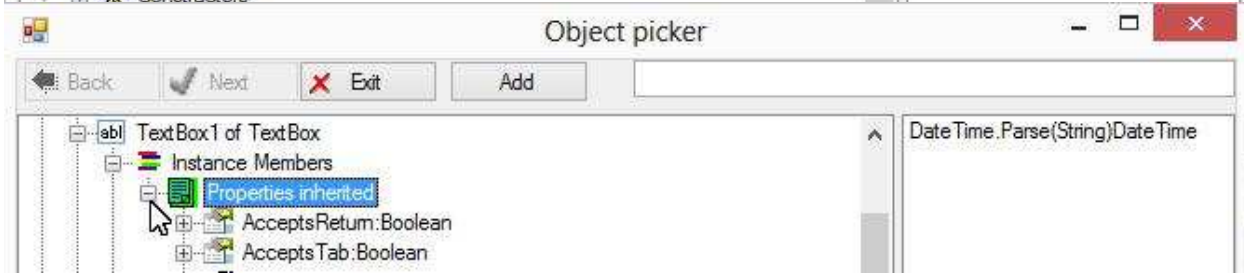 Object picker
Back Next Exit Add
TextBox1 of TextBox
Instance Members
Properties inherited
AcceptsReturn:Boolean
AcceptsTab:Boolean
DateTime.Parse(String)DateTime